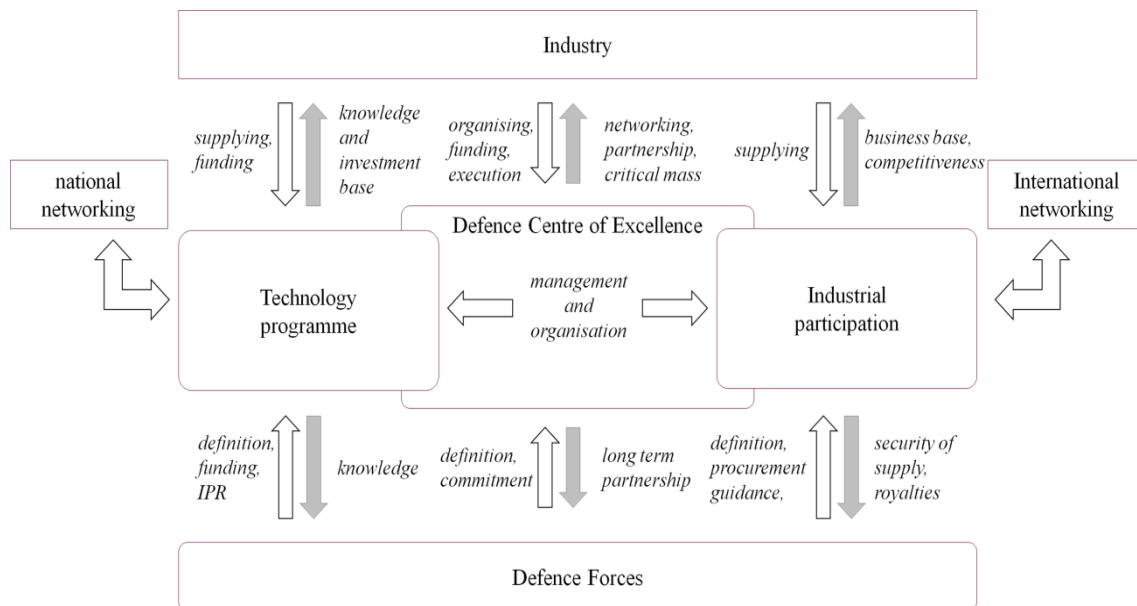 Industry
supplying,
funding
knowledge
and
investment
base
organising,
funding,
execution
networking,
partnership,
critical mass
supplying
business base,
competitiveness
national
networking
International
networking
Defence Centre of Excellence
Technology
programme
management
and
organisation
Industrial
participation
definition,
funding,
IPR
knowledge
definition,
commitment
long term
partnership
definition,
procurement
guidance,
security of
supply,
royalties
Defence Forces